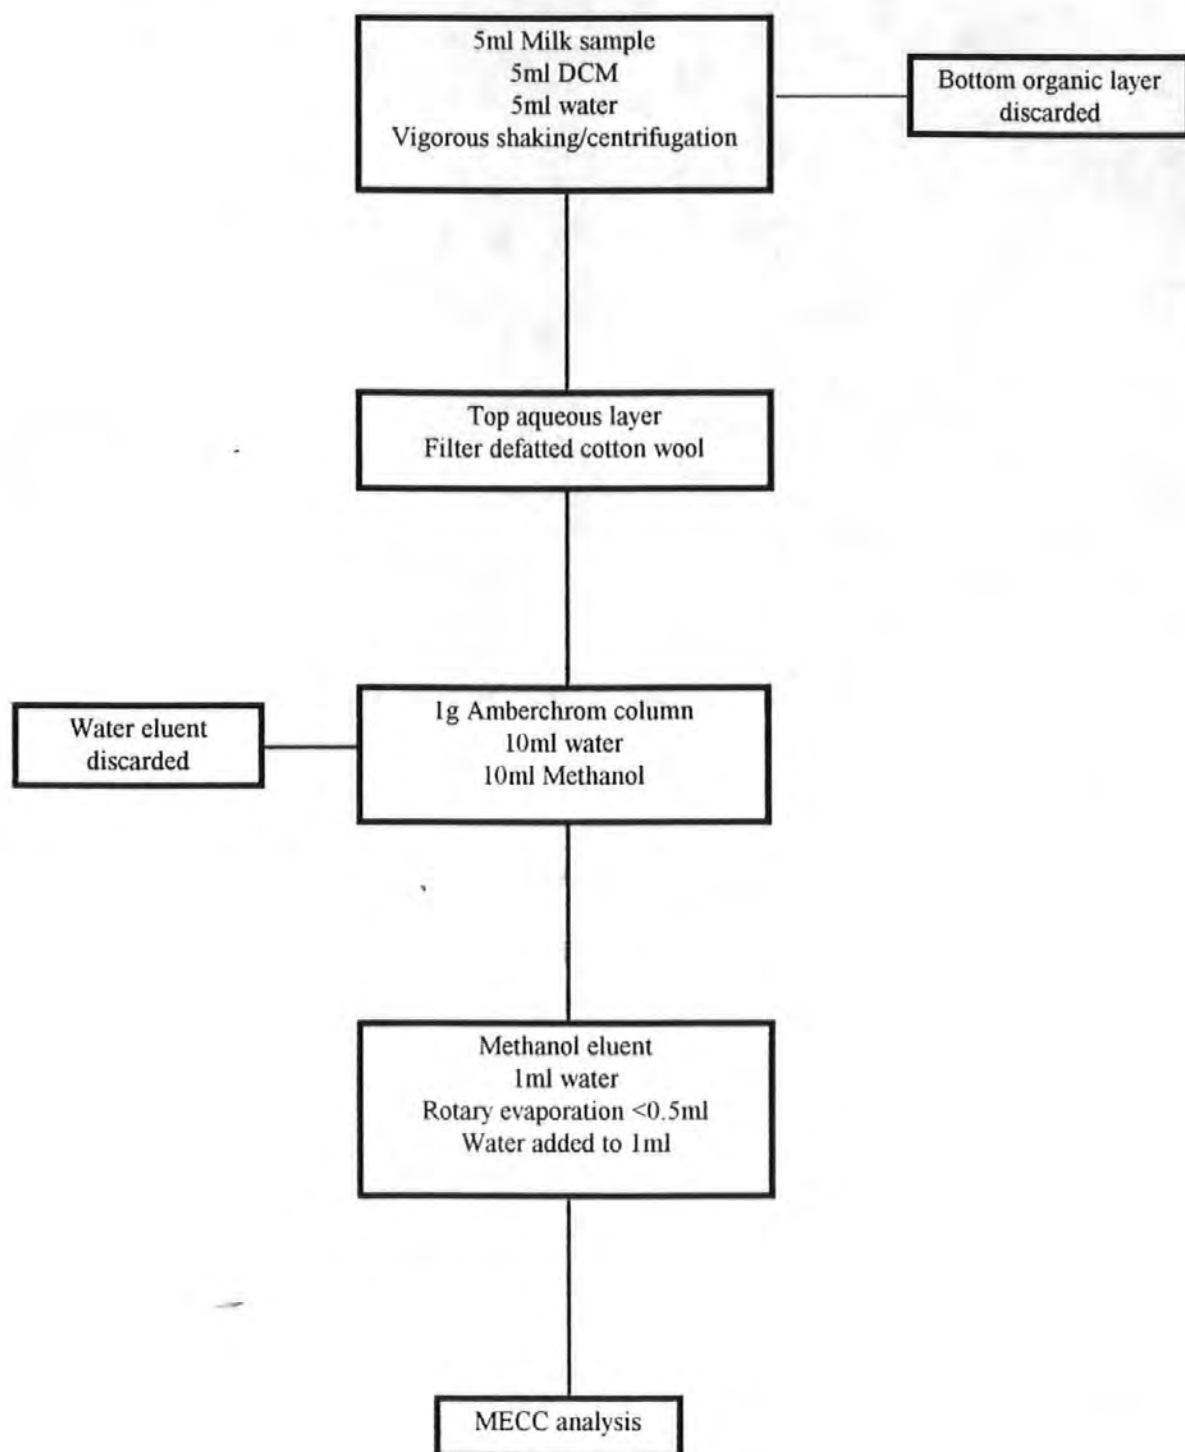 5ml Milk sample
5ml DCM
5ml water
Vigorous shaking/centrifugation
Bottom organic layer
discarded
Top aqueous layer
Filter defatted cotton wool
Water eluent
discarded
1g Amberchrom column
10ml water
10ml Methanol
Methanol eluent
1ml water
Rotary evaporation <0.5ml
Water added to 1ml
MECC analysis